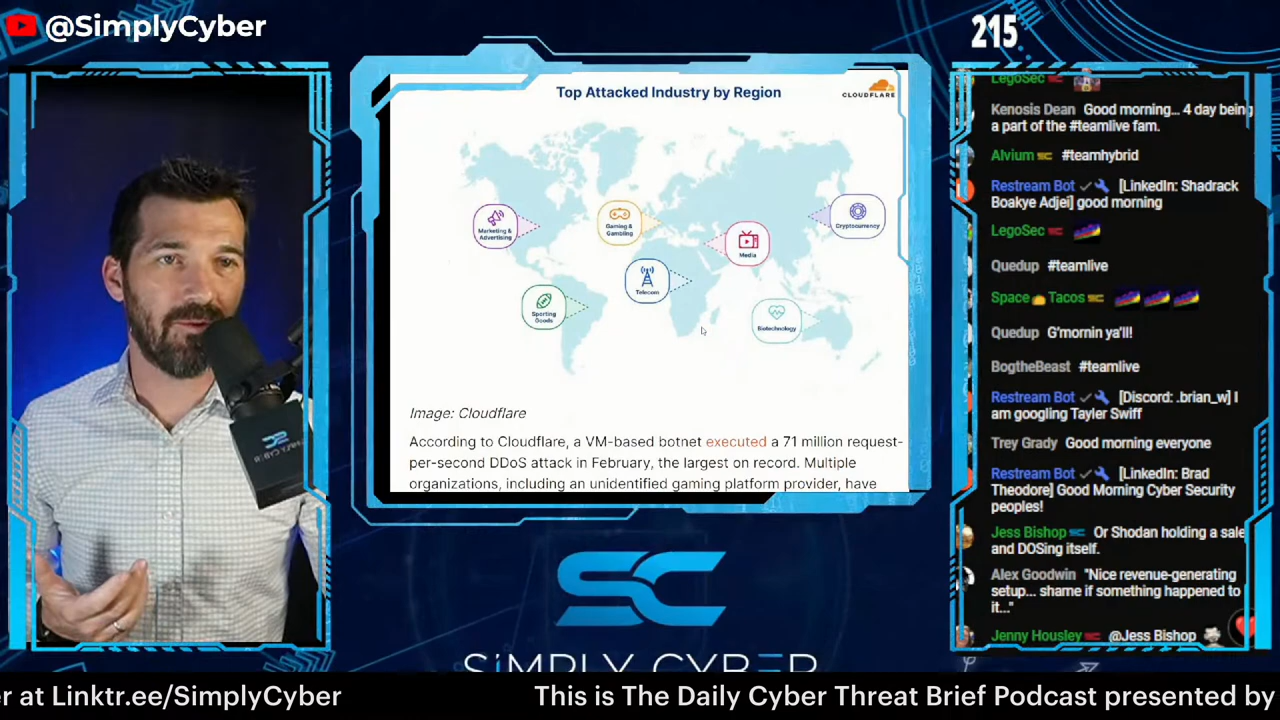 @SimplyCyber
215
Top Attacked Industry by Region
CLOUDFLARE
Marketing &
Advertising
Gaming &
Gambling
Cryptocurrency
Media
Telecom
Sporting
Goods
Biotechnology
Image: Cloudflare
According to Cloudflare, a VM-based botnet executed a 71 million request-
per-second DDoS attack in February, the largest on record. Multiple
organizations, including an unidentified gaming platform provider, have
LegoSec
Kenosis Dean Good morning... 4 day being
a part of the #teamlive fam.
Alvium #teamhybrid
Restream Bot [LinkedIn: Shadrack
Boakye Adjei] good morning
LegoSec
Quedup #teamlive
Space Tacos
Quedup G'mornin ya'll!
BogtheBeast #teamlive
Restream Bot [Discord: .brian_w] I
am googling Tayler Swiff
Trey Grady Good morning everyone
Restream Bot [LinkedIn: Brad
Theodore] Good Morning Cyber Security
peoples!
Jess Bishop Or Shodan holding a sale
and DOSing itself.
Alex Goodwin "Nice revenue-generating
setup... shame if something happened to
it..."
Jenny Housley @Jess Bishop
SC
SIMPLY CYBER
er at Linktr.ee/SimplyCyber
This is The Daily Cyber Threat Brief Podcast presented by